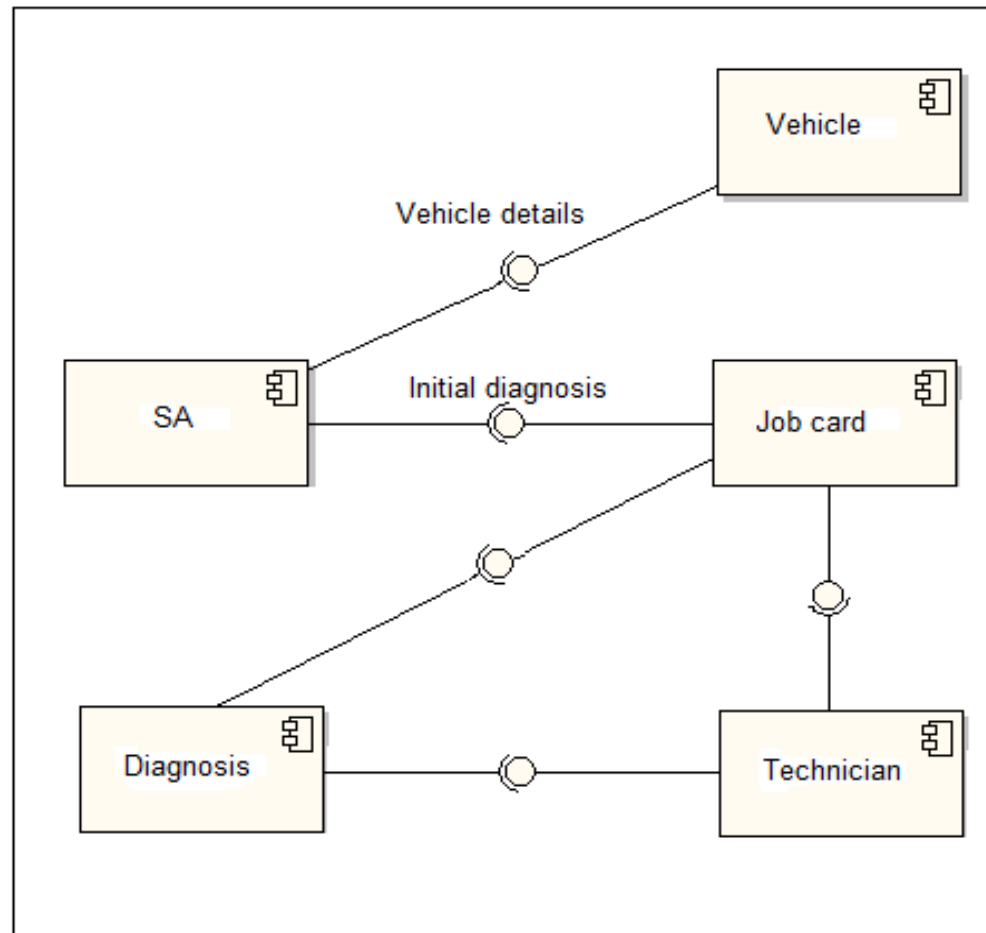 Vehicle
Vehicle details
Initial diagnosis
SA
Job card
Diagnosis
Technician